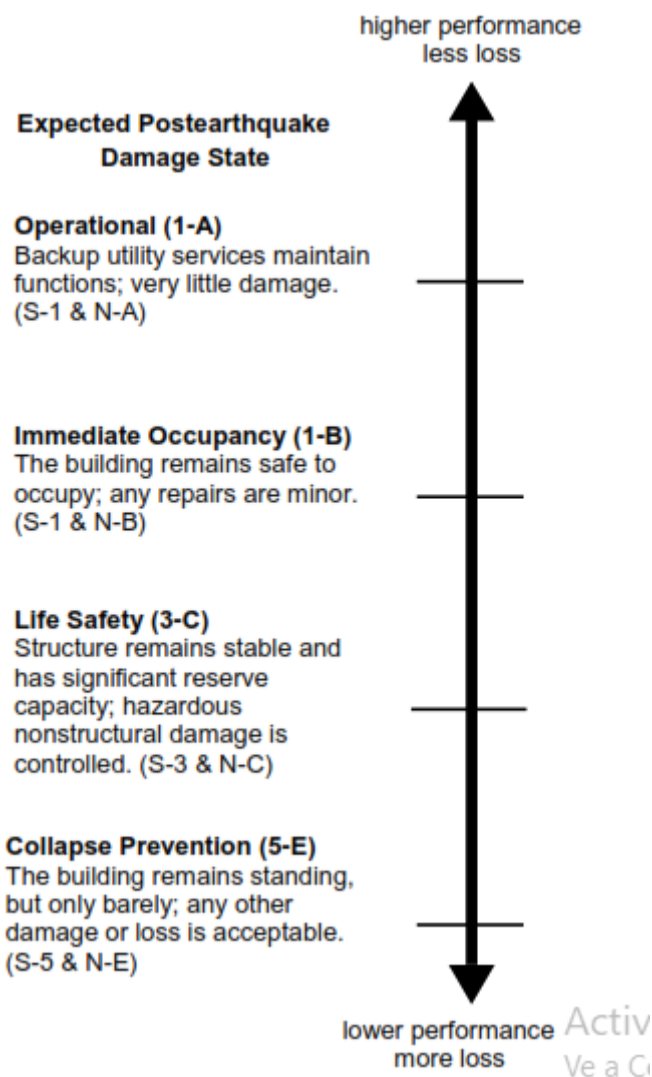 higher performance
less loss
Expected Postearthquake
Damage State
Operational (1-A)
Backup utility services maintain
functions; very little damage.
(S-1 & N-A)
Immediate Occupancy (1-B)
The building remains safe to
occupy; any repairs are minor.
(S-1 & N-B)
Life Safety (3-C)
Structure remains stable and
has significant reserve
capacity; hazardous
nonstructural damage is
controlled. (S-3 & N-C)
Collapse Prevention (5-E)
The building remains standing,
but only barely; any other
damage or loss is acceptable.
(S-5 & N-E)
lower performance
more loss
Activ
Ve a Co